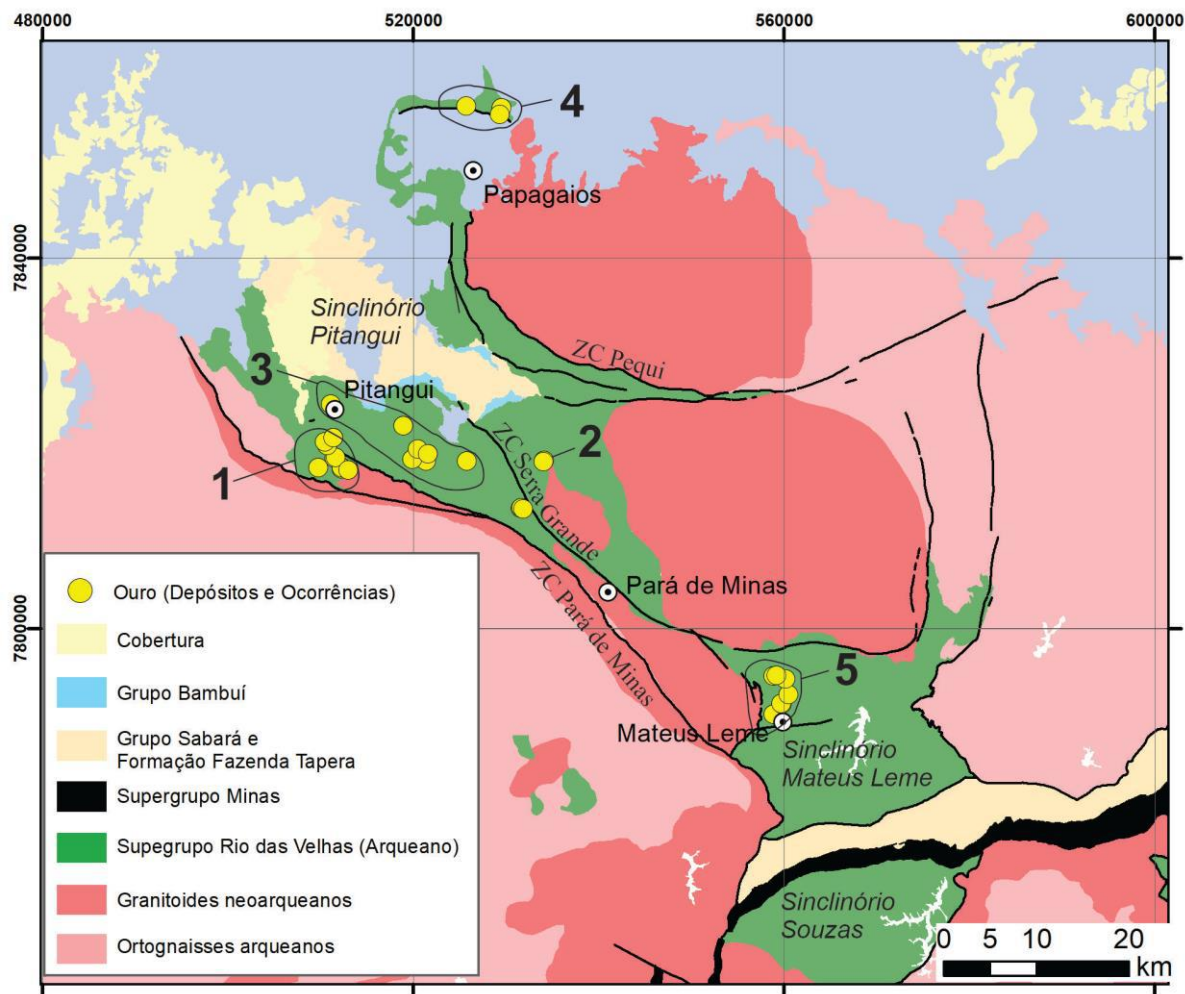 480000
520000
560000
600000
4
Papagaios
7840000
Sinclinório
Pitangui
ZC Pequi
3
Pitangui
2
1
ZC Serra Grande
Pará de Minas
ZC Pará de Minas
7800000
5
Mateus Leme
Sinclinório
Mateus Leme
Sinclinório
Souzas
Ouro (Depósitos e Ocorrências)
Cobertura
Grupo Bambuí
Grupo Sabará e
Formação Fazenda Tapera
Supergrupo Minas
Supegrupo Rio das Velhas (Arqueano)
Granitoides neoarqueanos
Ortognaisses arqueanos
0 5 10 20
km